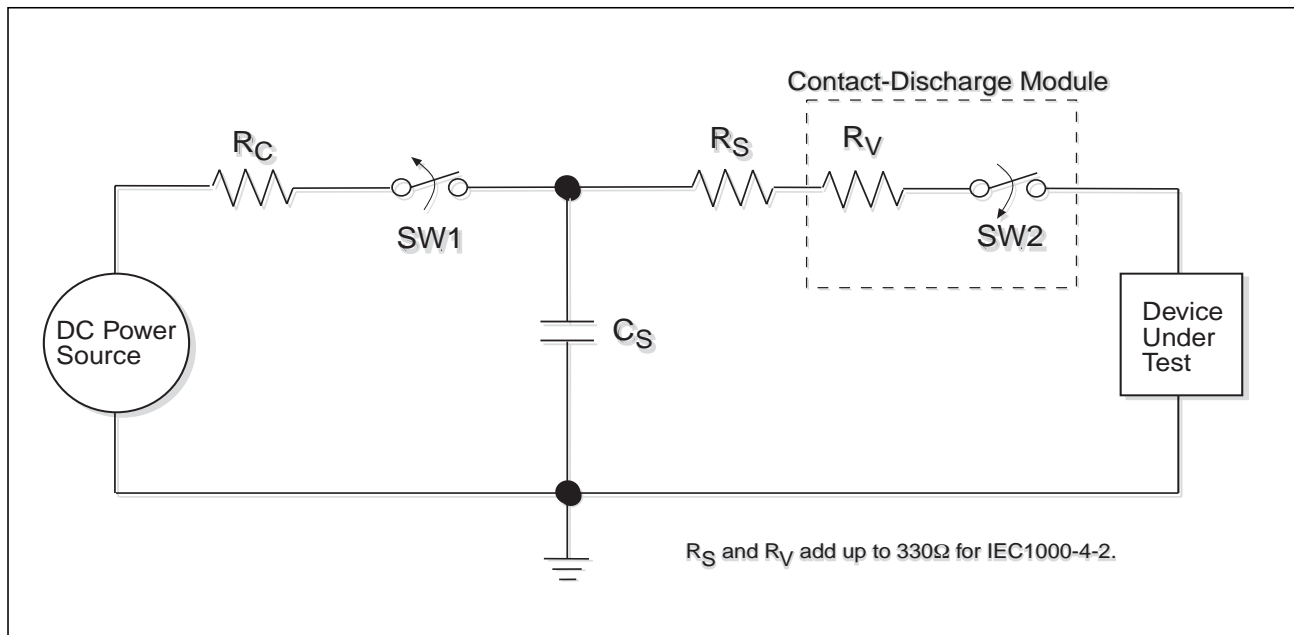 Contact-Discharge Module
RC
RS
RV
SW1
SW2
DC Power
Source
CS
Device
Under
Test
RS and RV add up to 330Ω for IEC1000-4-2.